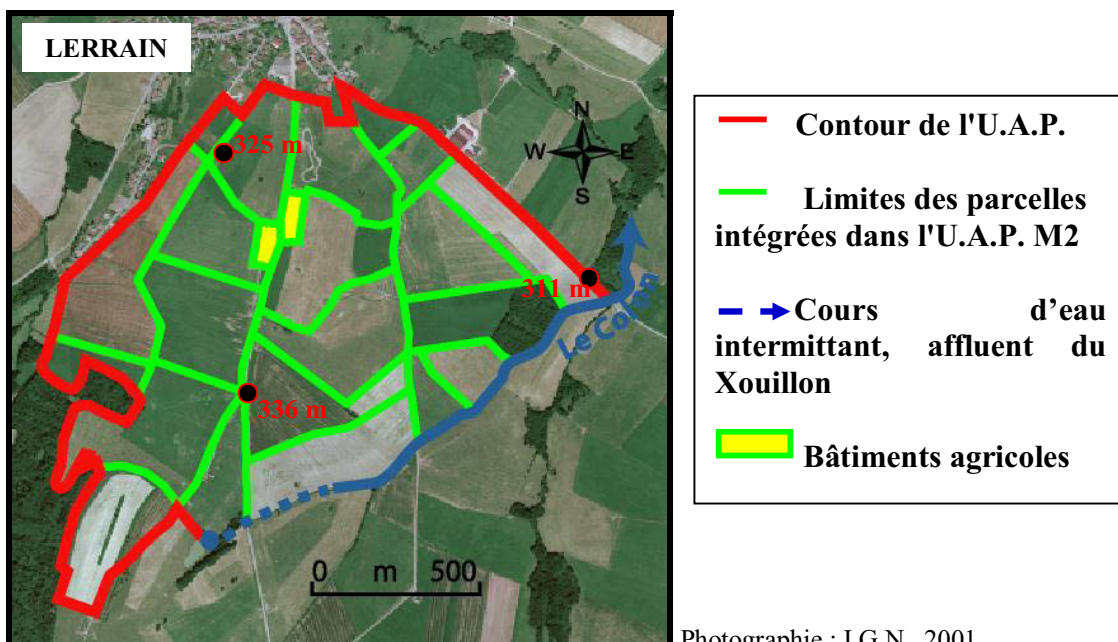 LERRAIN
N
W E
S
325 m
311 m
Le Colon
336 m
0 m 500
Contour de l'U.A.P.
Limites des parcelles
intégrées dans l'U.A.P. M2
Cours d’eau
intermittant, affluent du
Xouillon
Bâtiments agricoles
Photographie : I.G.N., 2001